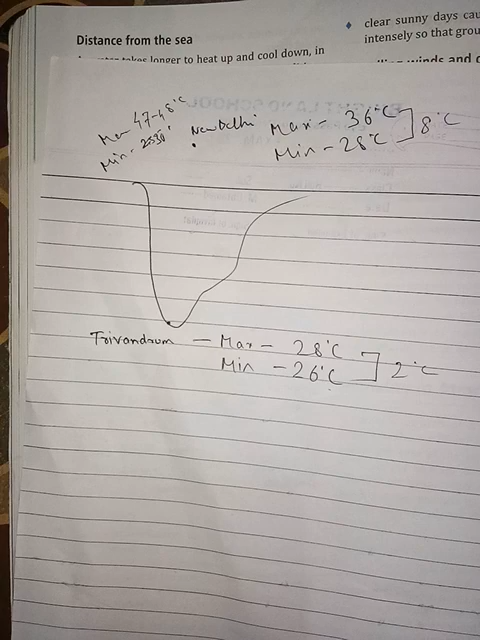 Distance from the sea
takes longer to heat up and cool down, in
clear sunny days cau
intensely so that grou
winds and c
Max - 47-48°C
Min -
New Delhi Max - 36°C ] 8°C
Min - 28°C
Trivandrum - Max - 28°C ] 2°C
Min - 26°C